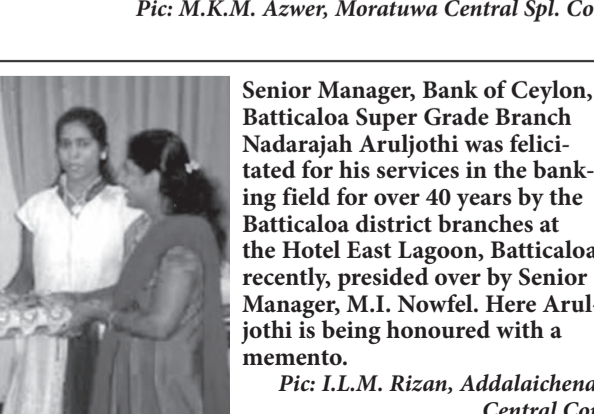 Pic: M.K.M. Azwer, Moratuwa Central Spl. Co
Senior Manager, Bank of Ceylon,
Batticaloa Super Grade Branch
Nadarajah Aruljothi was felici-
tated for his services in the bank-
ing field for over 40 years by the
Batticaloa district branches at
the Hotel East Lagoon, Batticaloa
recently, presided over by Senior
Manager, M.I. Nowfel. Here Arul-
jothi is being honoured with a
memento.
Pic: I.L.M. Rizan, Addalaichena
Central Co